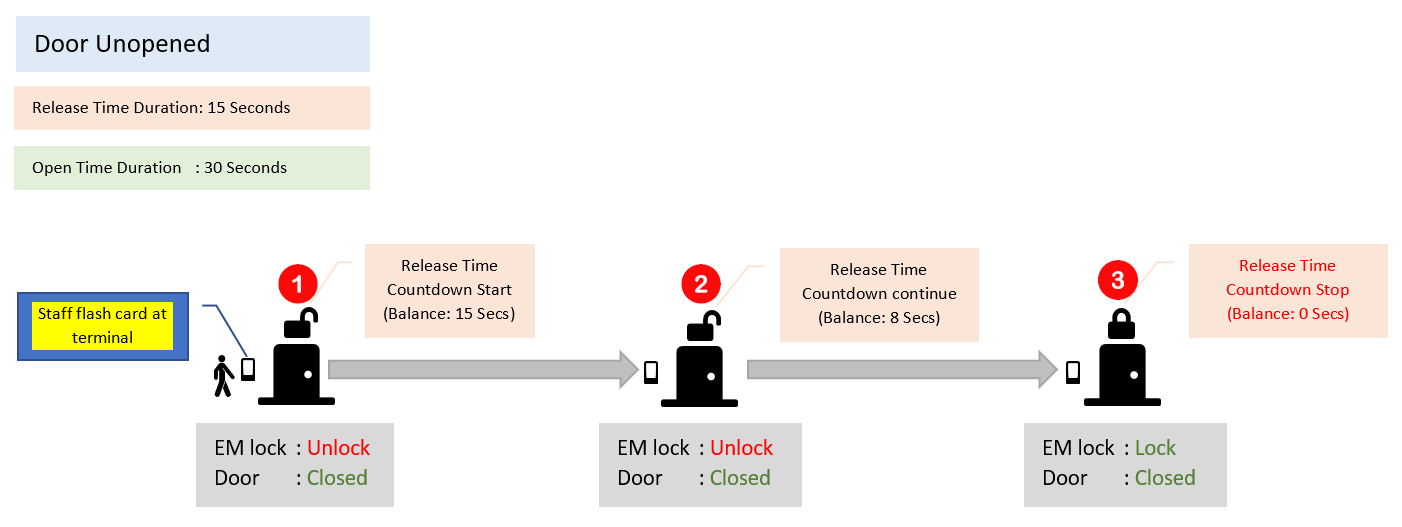 Door Unopened
Release Time Duration: 15 Seconds
Open Time Duration : 30 Seconds
Staff flash card at
terminal
1
Release Time
Countdown Start
(Balance: 15 Secs)
2
Release Time
Countdown continue
(Balance: 8 Secs)
3
Release Time
Countdown Stop
(Balance: 0 Secs)
EM lock : Unlock
Door : Closed
EM lock : Unlock
Door : Closed
EM lock : Lock
Door : Closed